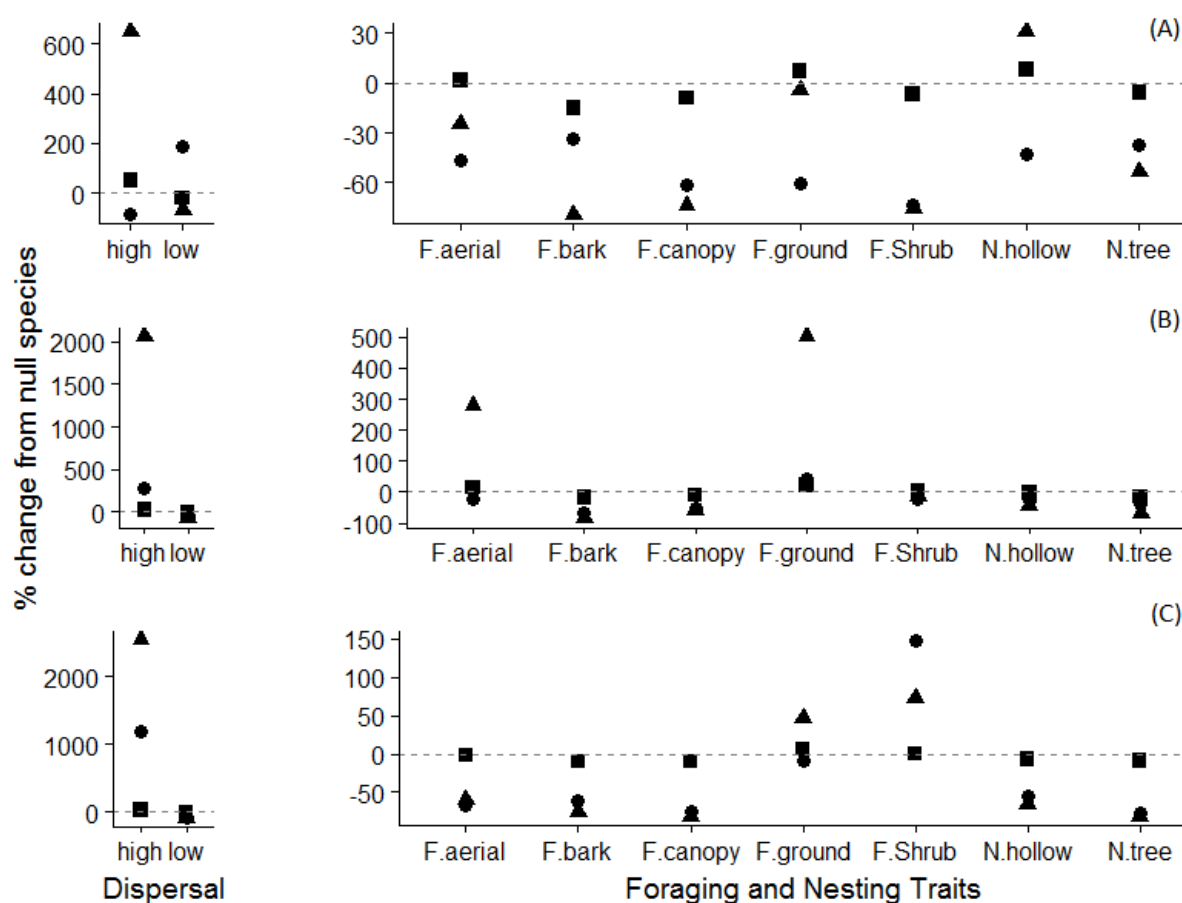 % change from null species
(A)
600
400
200
0
high low
30
0
-30
-60
F.aerial F.bark F.canopy F.ground F.Shrub N.hollow N.tree
(B)
2000
1500
1000
500
0
high low
500
400
300
200
100
0
-100
F.aerial F.bark F.canopy F.ground F.Shrub N.hollow N.tree
(C)
2000
1000
0
high low
150
100
50
0
-50
F.aerial F.bark F.canopy F.ground F.Shrub N.hollow N.tree
Dispersal
Foraging and Nesting Traits